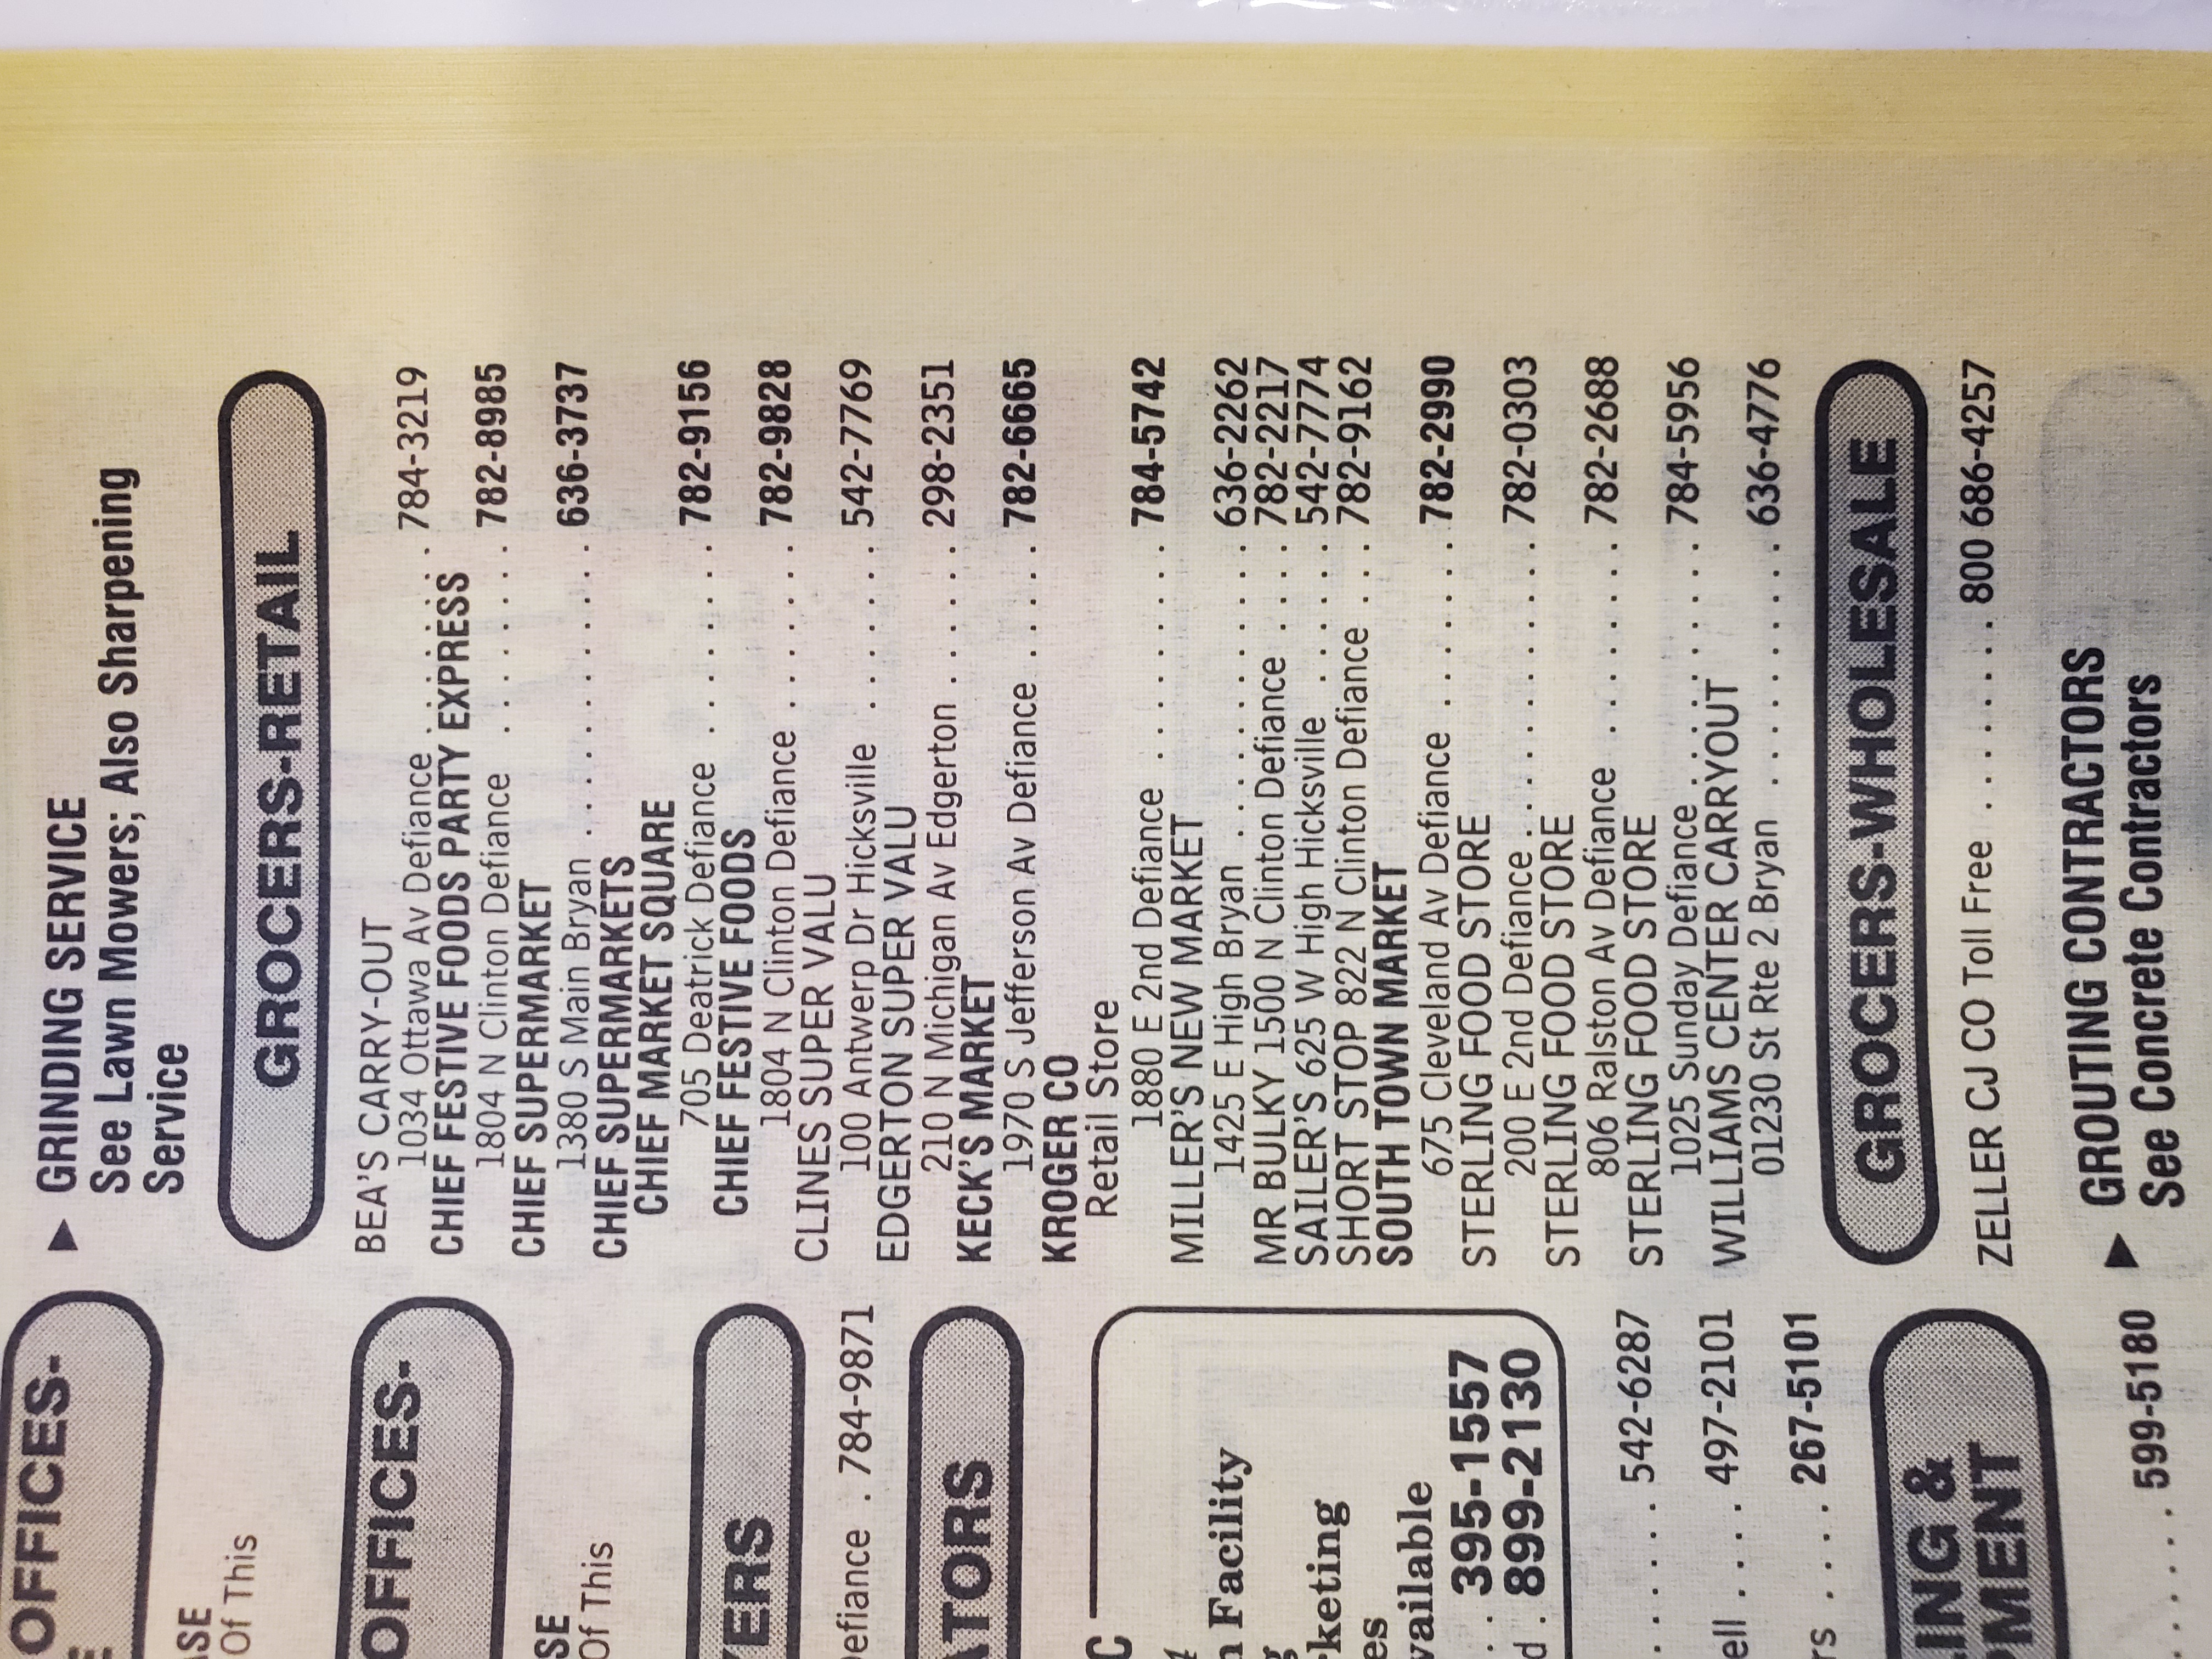 OFFICES-
ASE
Of This
OFFICES-
ASE
Of This
YERS
Defiance . 784-9871
ATORS
C
n Facility
keting
es
vailable
. . 395-1557
d . 899-2130
. . . . . . 542-6287
ell . . . . 497-2101
rs . . . . 267-5101
ING &
PMENT
. . . . . 599-5180
► GRINDING SERVICE
See Lawn Mowers; Also Sharpening
Service
GROCERS-RETAIL
BEA'S CARRY-OUT
1034 Ottawa Av Defiance . . . . . . . . . 784-3219
CHIEF FESTIVE FOODS PARTY EXPRESS
1804 N Clinton Defiance . . . . . . . . 782-8985
CHIEF SUPERMARKET
1380 S Main Bryan . . . . . . . . . . . . 636-3737
CHIEF SUPERMARKETS
CHIEF MARKET SQUARE
705 Deatrick Defiance . . . . . . . . 782-9156
CHIEF FESTIVE FOODS
1804 N Clinton Defiance . . . . . . . 782-9828
CLINES SUPER VALU
100 Antwerp Dr Hicksville . . . . . . . 542-7769
EDGERTON SUPER VALU
210 N Michigan Av Edgerton . . . . . . 298-2351
KECK'S MARKET
1970 S Jefferson Av Defiance . . . . . 782-6665
KROGER CO
Retail Store
1880 E 2nd Defiance . . . . . . . . . . 784-5742
MILLER'S NEW MARKET
1425 E High Bryan . . . . . . . . . . . . 636-2262
MR BULKY 1500 N Clinton Defiance . . . . 782-2217
SAILER'S 625 W High Hicksville . . . . . 542-7774
SHORT STOP 822 N Clinton Defiance . . . 782-9162
SOUTH TOWN MARKET
675 Cleveland Av Defiance . . . . . . . 782-2990
STERLING FOOD STORE
200 E 2nd Defiance . . . . . . . . . . . . 782-0303
STERLING FOOD STORE
806 Ralston Av Defiance . . . . . . . . 782-2688
STERLING FOOD STORE
1025 Sunday Defiance . . . . . . . . . . 784-5956
WILLIAMS CENTER CARRYOUT
01230 St Rte 2 Bryan . . . . . . . . . . 636-4776
GROCERS-WHOLESALE
ZELLER CJ CO Toll Free . . . . . . . . 800 686-4257
► GROUTING CONTRACTORS
See Concrete Contractors